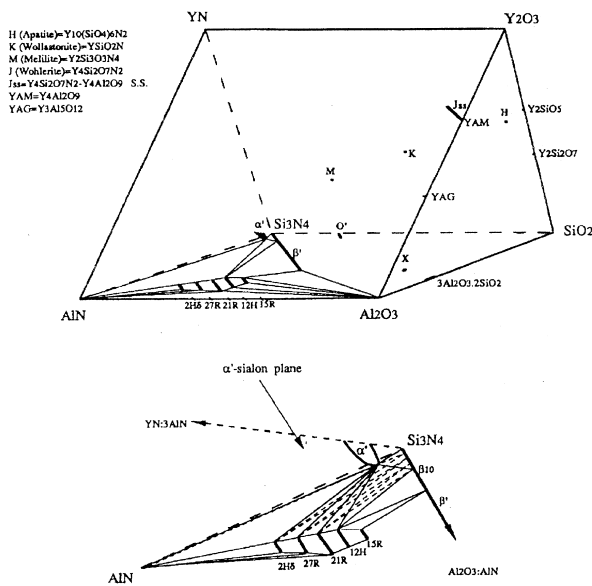 YN
Y2O3
H (Apatite)=Y10(SiO4)6N2
K (Wollastonite)=YSiO2N
M (Melilite)=Y2Si3O3N4
J (Wohlerite)=Y4Si2O7N2
Jss=Y4Si2O7N2-Y4Al2O9 S.S.
YAM=Y4Al2O9
YAG=Y3Al5O12
Jss
H
Y2SiO5
YAM
K
Y2Si2O7
M
YAG
α'
Si3N4
O'
SiO2
β'
X
3Al2O3.2SiO2
AlN
2Hδ 27R 21R 12H 15R
Al2O3
α'-sialon plane
YN:3AlN
Si3N4
α'
β10
β'
15R
12H
21R
27R
2Hδ
AlN
Al2O3:AlN